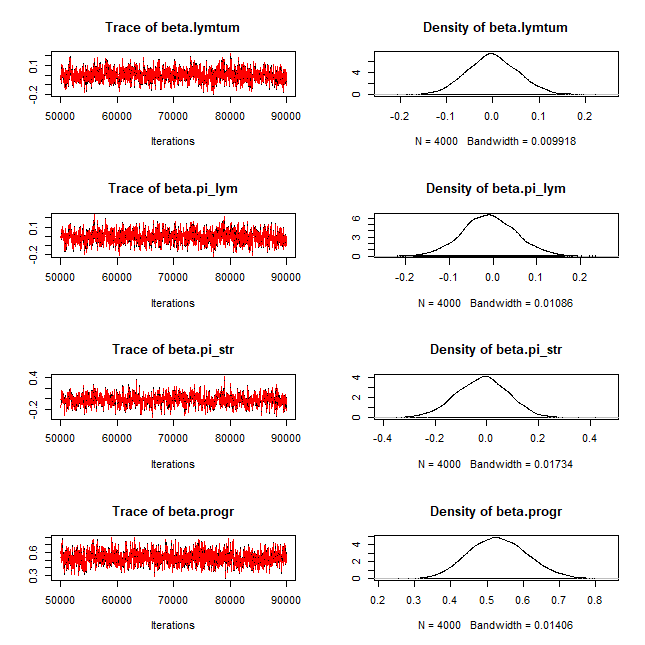 Trace of beta.lymtum
Density of beta.lymtum
0.1
-0.2
50000 60000 70000 80000 90000
Iterations
4
0
-0.2 -0.1 0.0 0.1 0.2
N = 4000 Bandwidth = 0.009918
Trace of beta.pi_lym
Density of beta.pi_lym
0.1
-0.2
50000 60000 70000 80000 90000
Iterations
6
3
0
-0.2 -0.1 0.0 0.1 0.2
N = 4000 Bandwidth = 0.01086
Trace of beta.pi_str
Density of beta.pi_str
0.4
-0.2
50000 60000 70000 80000 90000
Iterations
4
2
0
-0.4 -0.2 0.0 0.2 0.4
N = 4000 Bandwidth = 0.01734
Trace of beta.progr
Density of beta.progr
0.6
0.3
50000 60000 70000 80000 90000
Iterations
4
2
0
0.2 0.3 0.4 0.5 0.6 0.7 0.8
N = 4000 Bandwidth = 0.01406